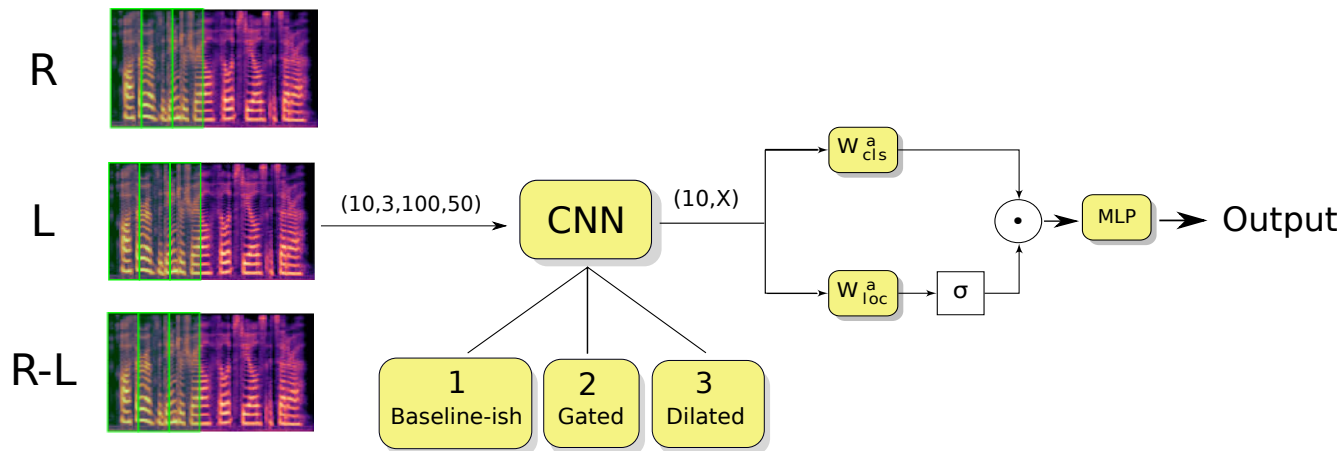 R
L
R-L
(10,3,100,50)
CNN
(10,X)
W a cls
W a loc
σ
MLP
Output
1
Baseline-ish
2
Gated
3
Dilated